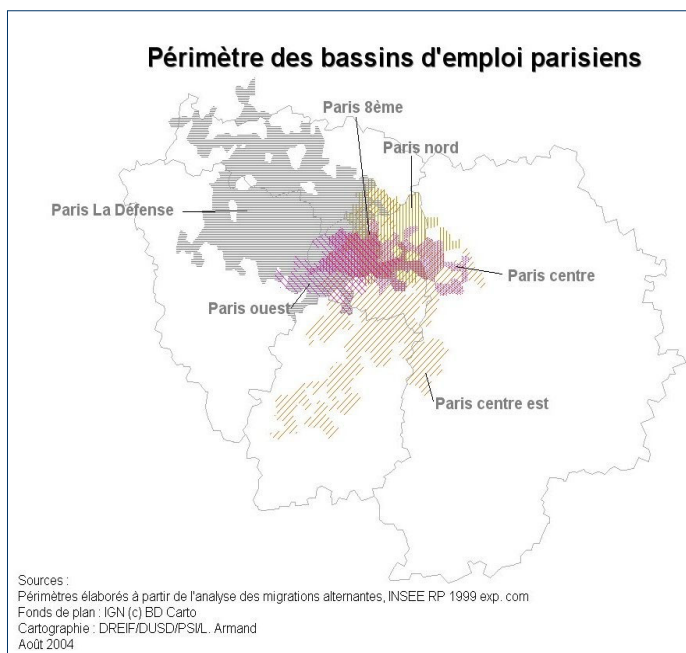 Périmètre des bassins d'emploi parisiens
Paris 8ème
Paris nord
Paris La Défense
Paris centre
Paris ouest
Paris centre est
Sources :
Périmètres élaborés à partir de l'analyse des migrations alternantes, INSEE RP 1999 exp. com
Fonds de plan : IGN (c) BD Carto
Cartographie : DREIF/DUSD/PSI/L. Armand
Août 2004